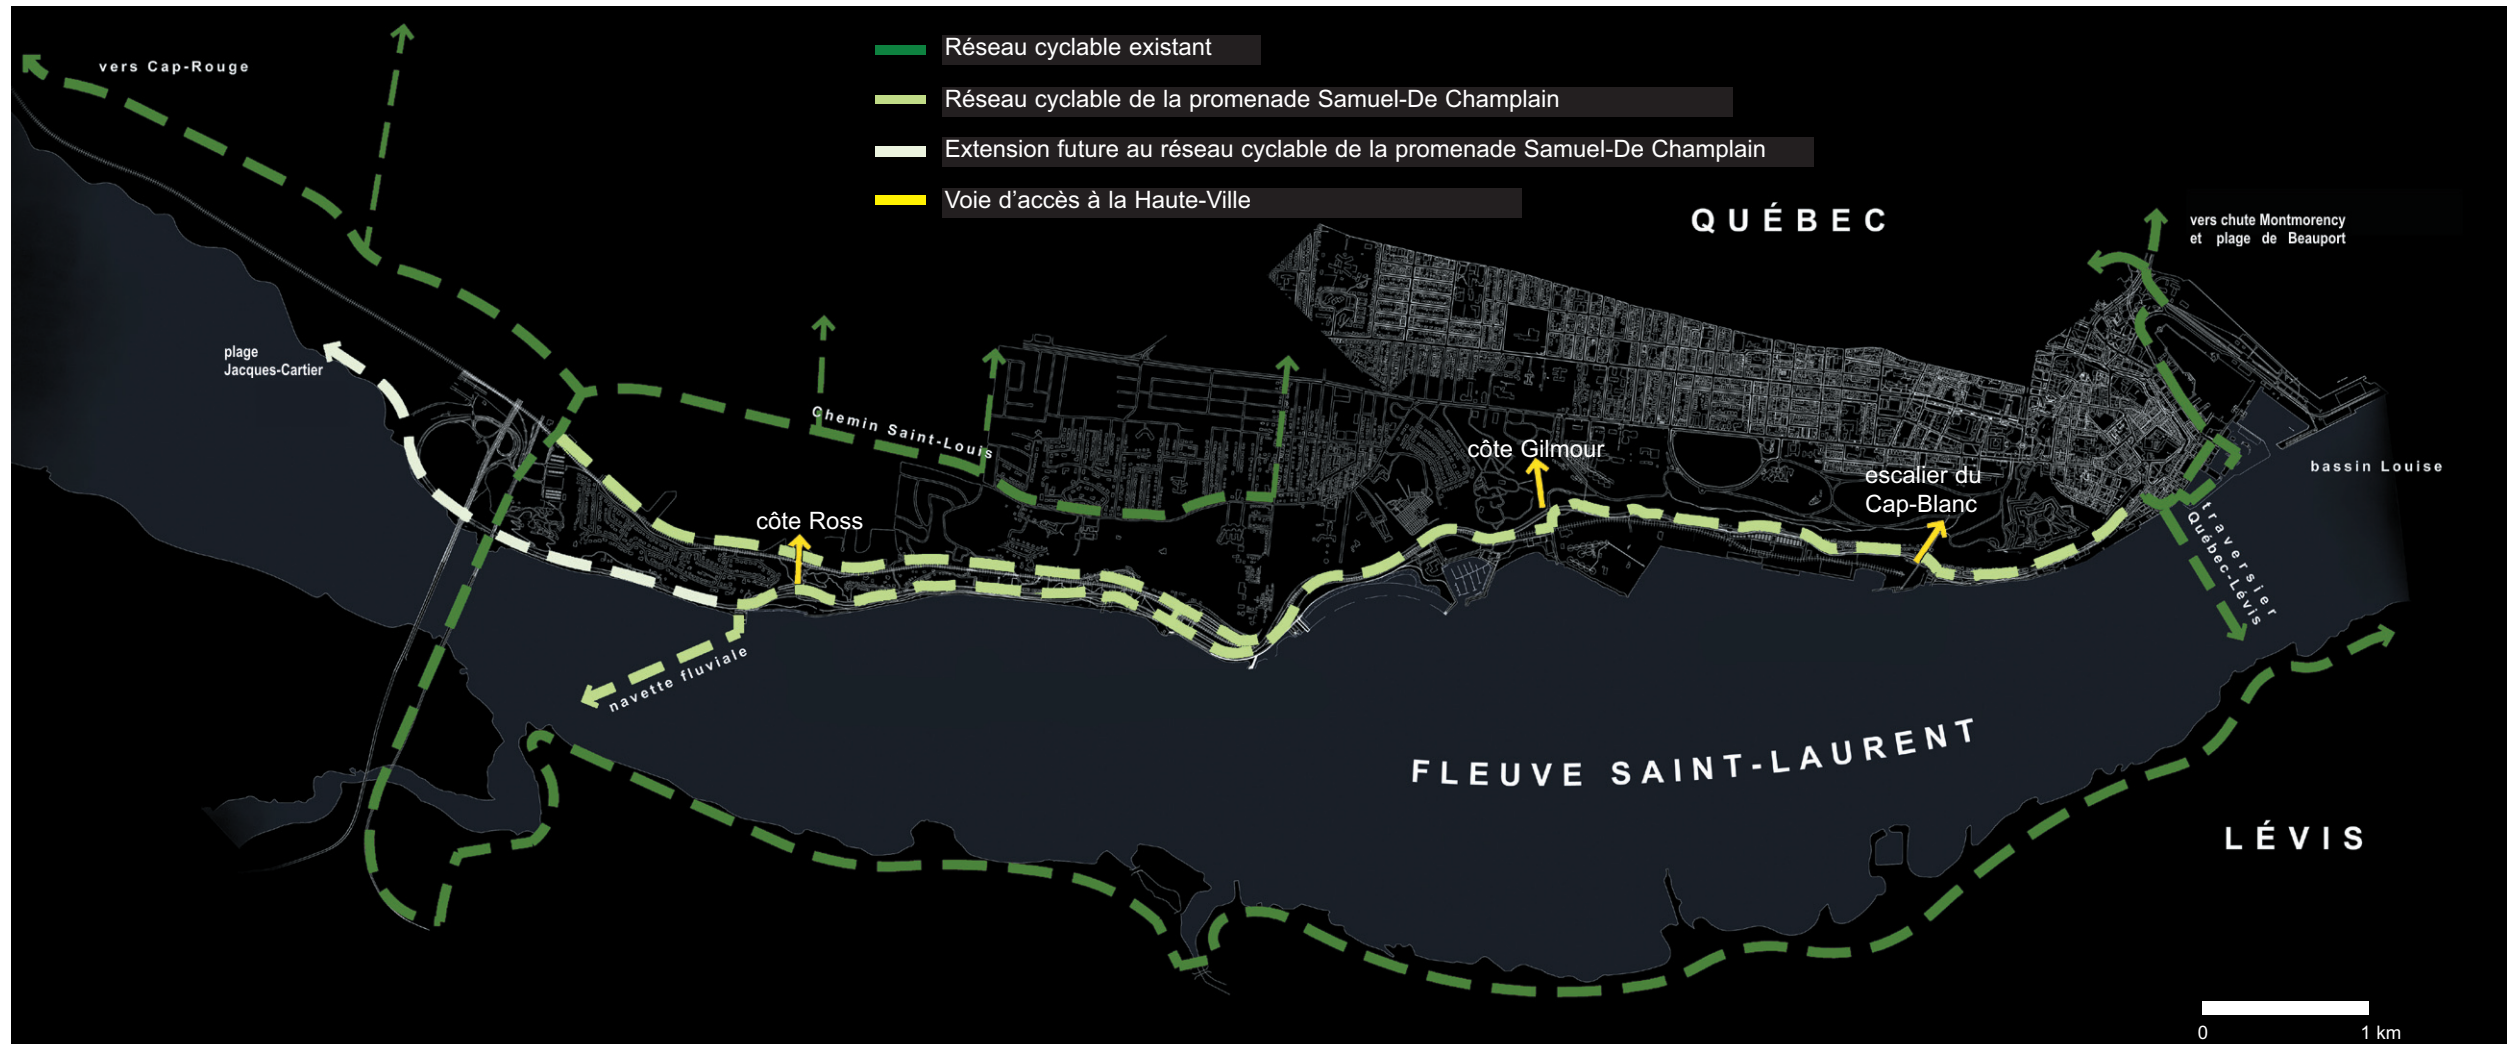 Réseau cyclable existant
vers Cap-Rouge
Réseau cyclable de la promenade Samuel-De Champlain
Extension future au réseau cyclable de la promenade Samuel-De Champlain
Voie d'accès à la Haute-Ville
QUÉBEC
vers chute Montmorency
et plage de Beauport
plage
Jacques-Cartier
Chemin Saint-Louis
côte Gilmour
bassin Louise
escalier du
Cap-Blanc
côte Ross
traversier
Québec-Lévis
navette fluviale
FLEUVE SAINT-LAURENT
LÉVIS
0 1 km